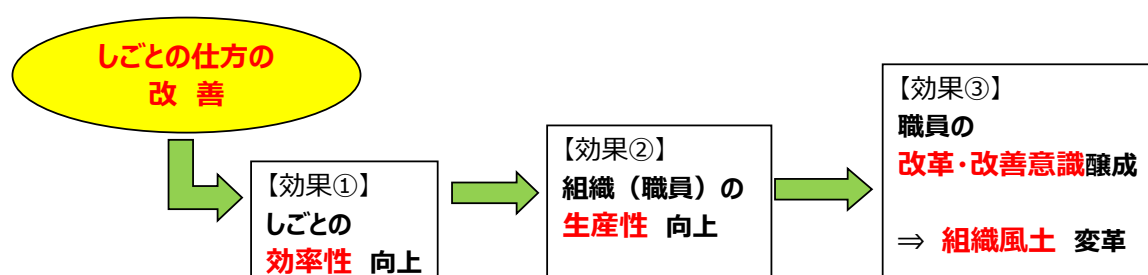 しごとの仕方の
改 善
【効果①】
しごとの
効率性 向上
【効果②】
組織（職員）の
生産性 向上
【効果③】
職員の
改革・改善意識醸成
⇒ 組織風土 変革